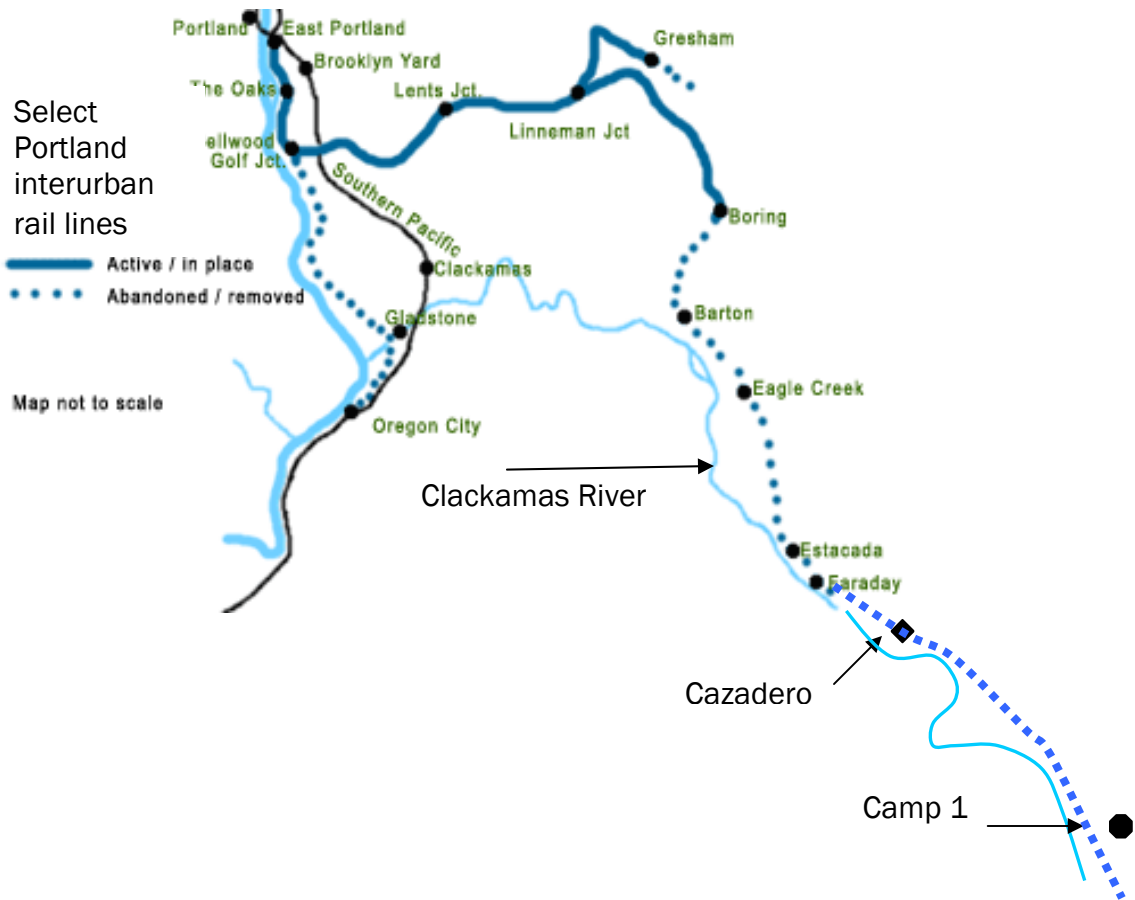 Portland
East Portland
Brooklyn Yard
Gresham
The Oaks
Lents Jct.
Select
Portland
interurban
rail lines
Linneman Jct
ellwood
Golf Jct.
Southern Pacific
Boring
Active / in place
Clackamas
Abandoned / removed
Gladstone
Barton
Eagle Creek
Map not to scale
Oregon City
Clackamas River
Estacada
Faraday
Cazadero
Camp 1